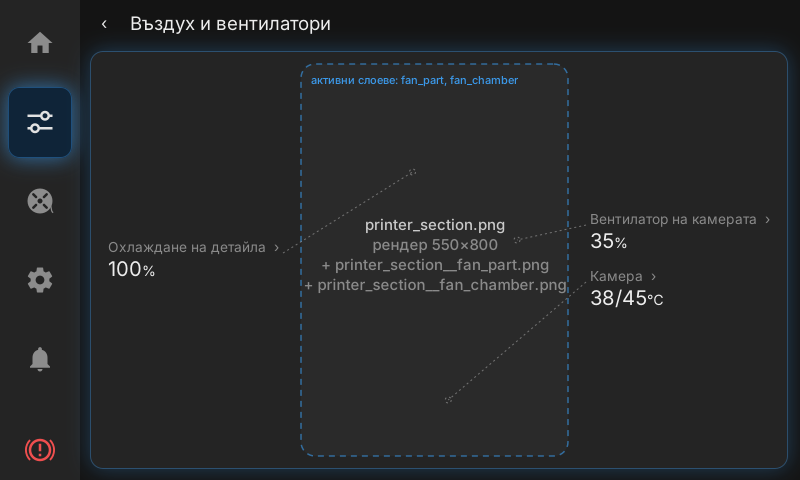 ‹ Въздух и вентилатори
активни слоеве: fan_part, fan_chamber
printer_section.png
рендер 550×800
+ printer_section__fan_part.png
+ printer_section__fan_chamber.png
Охлаждане на детайла ›
100%
Вентилатор на камерата ›
35%
Камера ›
38/45°C